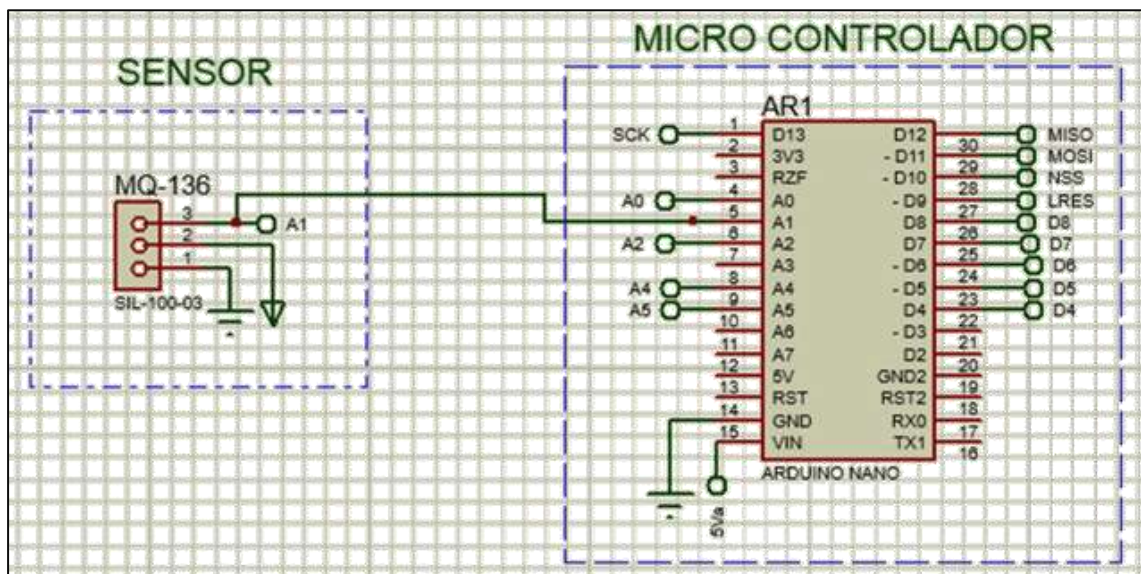 SENSOR
MQ-136
3
A1
2
1
SIL-100-03
MICRO CONTROLADOR
AR1
SCK 1 D13 D12 30 MISO
2 3V3 - D11 29 MOSI
3 RZF - D10 28 NSS
A0 4 A0 - D9 27 LRES
5 A1 D8 26 D8
A2 6 A2 D7 25 D7
7 A3 - D6 24 D6
A4 8 A4 - D5 23 D5
A5 9 A5 D4 22 D4
10 A6 - D3 21
11 A7 D2 20
12 5V GND2 19
13 RST RST2 18
14 GND RX0 17
15 VIN TX1 16
ARDUINO NANO
5Va